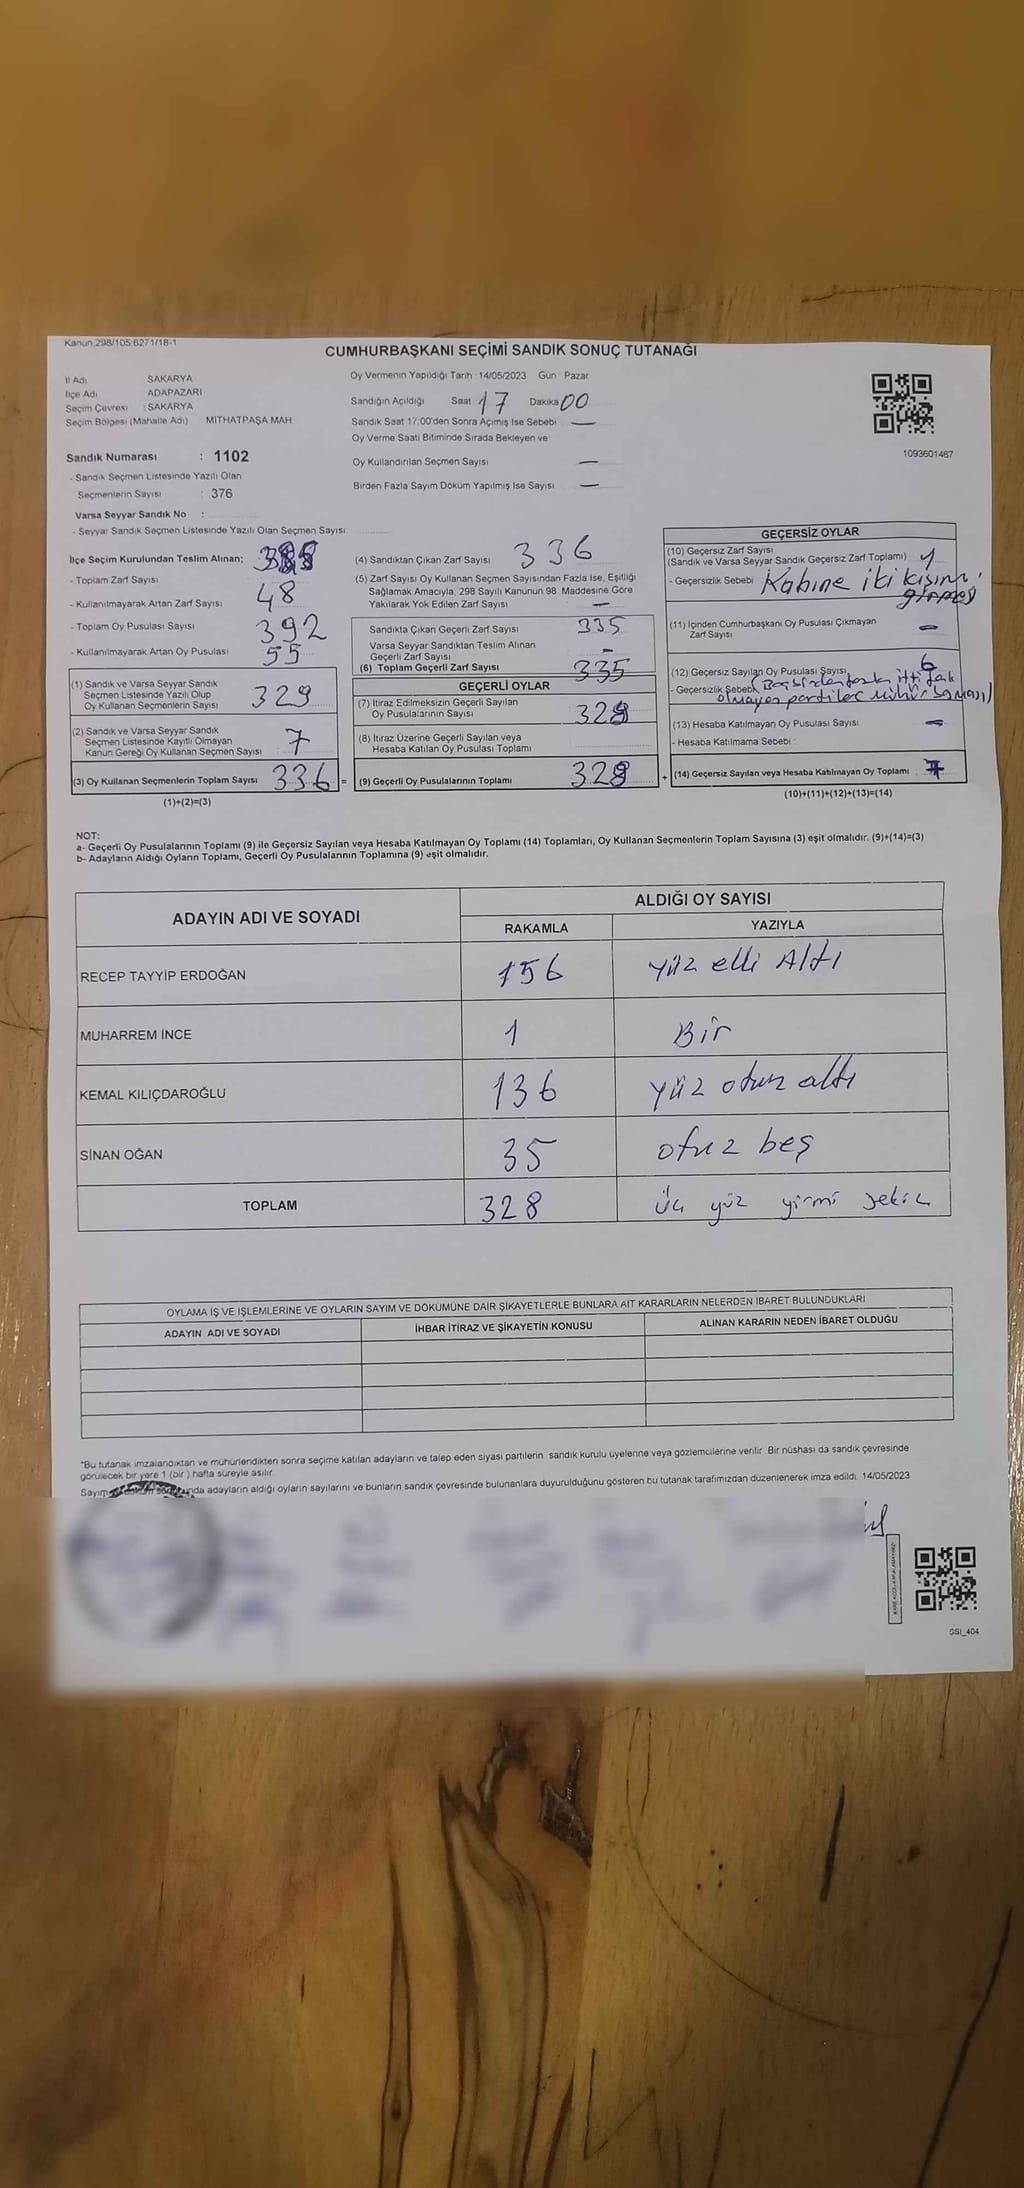 Kanun 298/105 6271/18-1
CUMHURBAŞKANI SEÇİMİ SANDIK SONUÇ TUTANAĞI
İl Adı SAKARYA
İlçe Adı ADAPAZARI
Seçim Çevresi : SAKARYA
Seçim Bölgesi (Mahalle Adı) MİTHATPAŞA MAH
Sandık Numarası : 1102
- Sandık Seçmen Listesinde Yazılı Olan
Seçmenlerin Sayısı : 376
Varsa Seyyar Sandık No :
- Seyyar Sandık Seçmen Listesinde Yazılı Olan Seçmen Sayısı
Oy Vermenin Yapıldığı Tarih :14/05/2023 Gün Pazar
Sandığın Açıldığı Saat 17 Dakika 00
Sandık Saat 17:00'den Sonra Açımış İse Sebebi —
Oy Verme Saati Bitiminde Sırada Bekleyen ve
Oy Kullandırılan Seçmen Sayısı —
Birden Fazla Sayım Döküm Yapılmış İse Sayısı —
1093601467
İlçe Seçim Kurulundan Teslim Alınan;
- Toplam Zarf Sayısı
- Kullanılmayarak Artan Zarf Sayısı 48
- Toplam Oy Pusulası Sayısı 392
- Kullanılmayarak Artan Oy Pusulası 55
(1) Sandık ve Varsa Seyyar Sandık
Seçmen Listesinde Yazılı Olup
Oy Kullanan Seçmenlerin Sayısı 329
(2) Sandık ve Varsa Seyyar Sandık
Seçmen Listesinde Kayıtlı Olmayan
Kanun Gereği Oy Kullanan Seçmen Sayısı 7
(3) Oy Kullanan Seçmenlerin Toplam Sayısı 336 =
(1)+(2)=(3)
(4) Sandıktan Çıkan Zarf Sayısı 336
(5) Zarf Sayısı Oy Kullanan Seçmen Sayısından Fazla İse, Eşitliği
Sağlamak Amacıyla, 298 Sayılı Kanunun 98. Maddesine Göre
Yakılarak Yok Edilen Zarf Sayısı —
Sandıkta Çıkan Geçerli Zarf Sayısı 335
Varsa Seyyar Sandıktan Teslim Alınan
Geçerli Zarf Sayısı —
(6) Toplam Geçerli Zarf Sayısı 335
GEÇERLİ OYLAR
(7) İtiraz Edilmeksizin Geçerli Sayılan
Oy Pusulalarının Sayısı 328
(8) İtiraz Üzerine Geçerli Sayılan veya
Hesaba Katılan Oy Pusulası Toplamı
(9) Geçerli Oy Pusulalarının Toplamı 328 +
GEÇERSİZ OYLAR
(10) Geçersiz Zarf Sayısı
(Sandık ve Varsa Seyyar Sandık Geçersiz Zarf Toplamı) 1
- Geçersizlik Sebebi Kabine iki kişinin
girmesi
(11) İçinden Cumhurbaşkanı Oy Pusulası Çıkmayan
Zarf Sayısı —
(12) Geçersiz Sayılan Oy Pusulası Sayısı 6
- Geçersizlik Sebebi
olmayan partiler mühür basması)
(13) Hesaba Katılmayan Oy Pusulası Sayısı —
- Hesaba Katılmama Sebebi :
(14) Geçersiz Sayılan veya Hesaba Katılmayan Oy Toplamı 7
(10)+(11)+(12)+(13)=(14)
NOT:
a- Geçerli Oy Pusulalarının Toplamı (9) ile Geçersiz Sayılan veya Hesaba Katılmayan Oy Toplamı (14) Toplamları, Oy Kullanan Seçmenlerin Toplam Sayısına (3) eşit olmalıdır. (9)+(14)=(3)
b- Adayların Aldığı Oyların Toplamı, Geçerli Oy Pusulalarının Toplamına (9) eşit olmalıdır.
ADAYIN ADI VE SOYADI ALDIĞI OY SAYISI
RAKAMLA YAZIYLA
RECEP TAYYİP ERDOĞAN 156 yüz elli Altı
MUHARREM İNCE 1 Bir
KEMAL KILIÇDAROĞLU 136 yüz otuz altı
SİNAN OĞAN 35 otuz beş
TOPLAM 328 üç yüz yirmi sekiz
OYLAMA İŞ VE İŞLEMLERİNE VE OYLARIN SAYIM VE DÖKÜMÜNE DAİR ŞİKAYETLERLE BUNLARA AİT KARARLARIN NELERDEN İBARET BULUNDUKLARI
ADAYIN ADI VE SOYADI İHBAR İTİRAZ VE ŞİKAYETİN KONUSU ALINAN KARARIN NEDEN İBARET OLDUĞU
"Bu tutanak imzalandıktan ve mühürlendikten sonra seçime katılan adayların ve talep eden siyasi partilerin sandık kurulu üyelerine veya gözlemcilerine verilir. Bir nüshası da sandık çevresinde
görülecek bir yere 1 (bir ) hafta süreyle asılır.
Sayım adayların aldığı oyların sayılarını ve bunların sandık çevresinde bulunanlara duyurulduğunu gösteren bu tutanak tarafımızdan düzenlenerek imza edildi. 14/05/2023
SSI_404